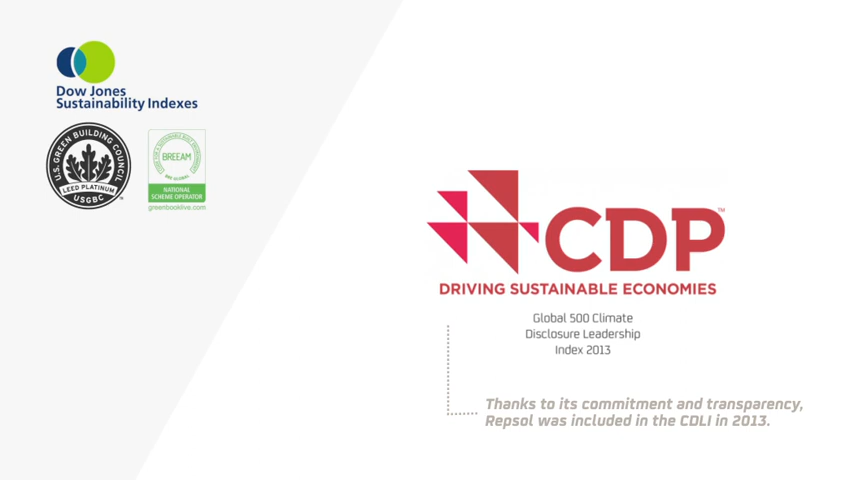 Dow Jones
Sustainability Indexes
U.S. GREEN BUILDING COUNCIL
LEED PLATINUM
USGBC
BREEAM
NATIONAL
SCHEME OPERATOR
greenbooklive.com
CDP™
DRIVING SUSTAINABLE ECONOMIES
Global 500 Climate
Disclosure Leadership
Index 2013
Thanks to its commitment and transparency,
Repsol was included in the CDLI in 2013.